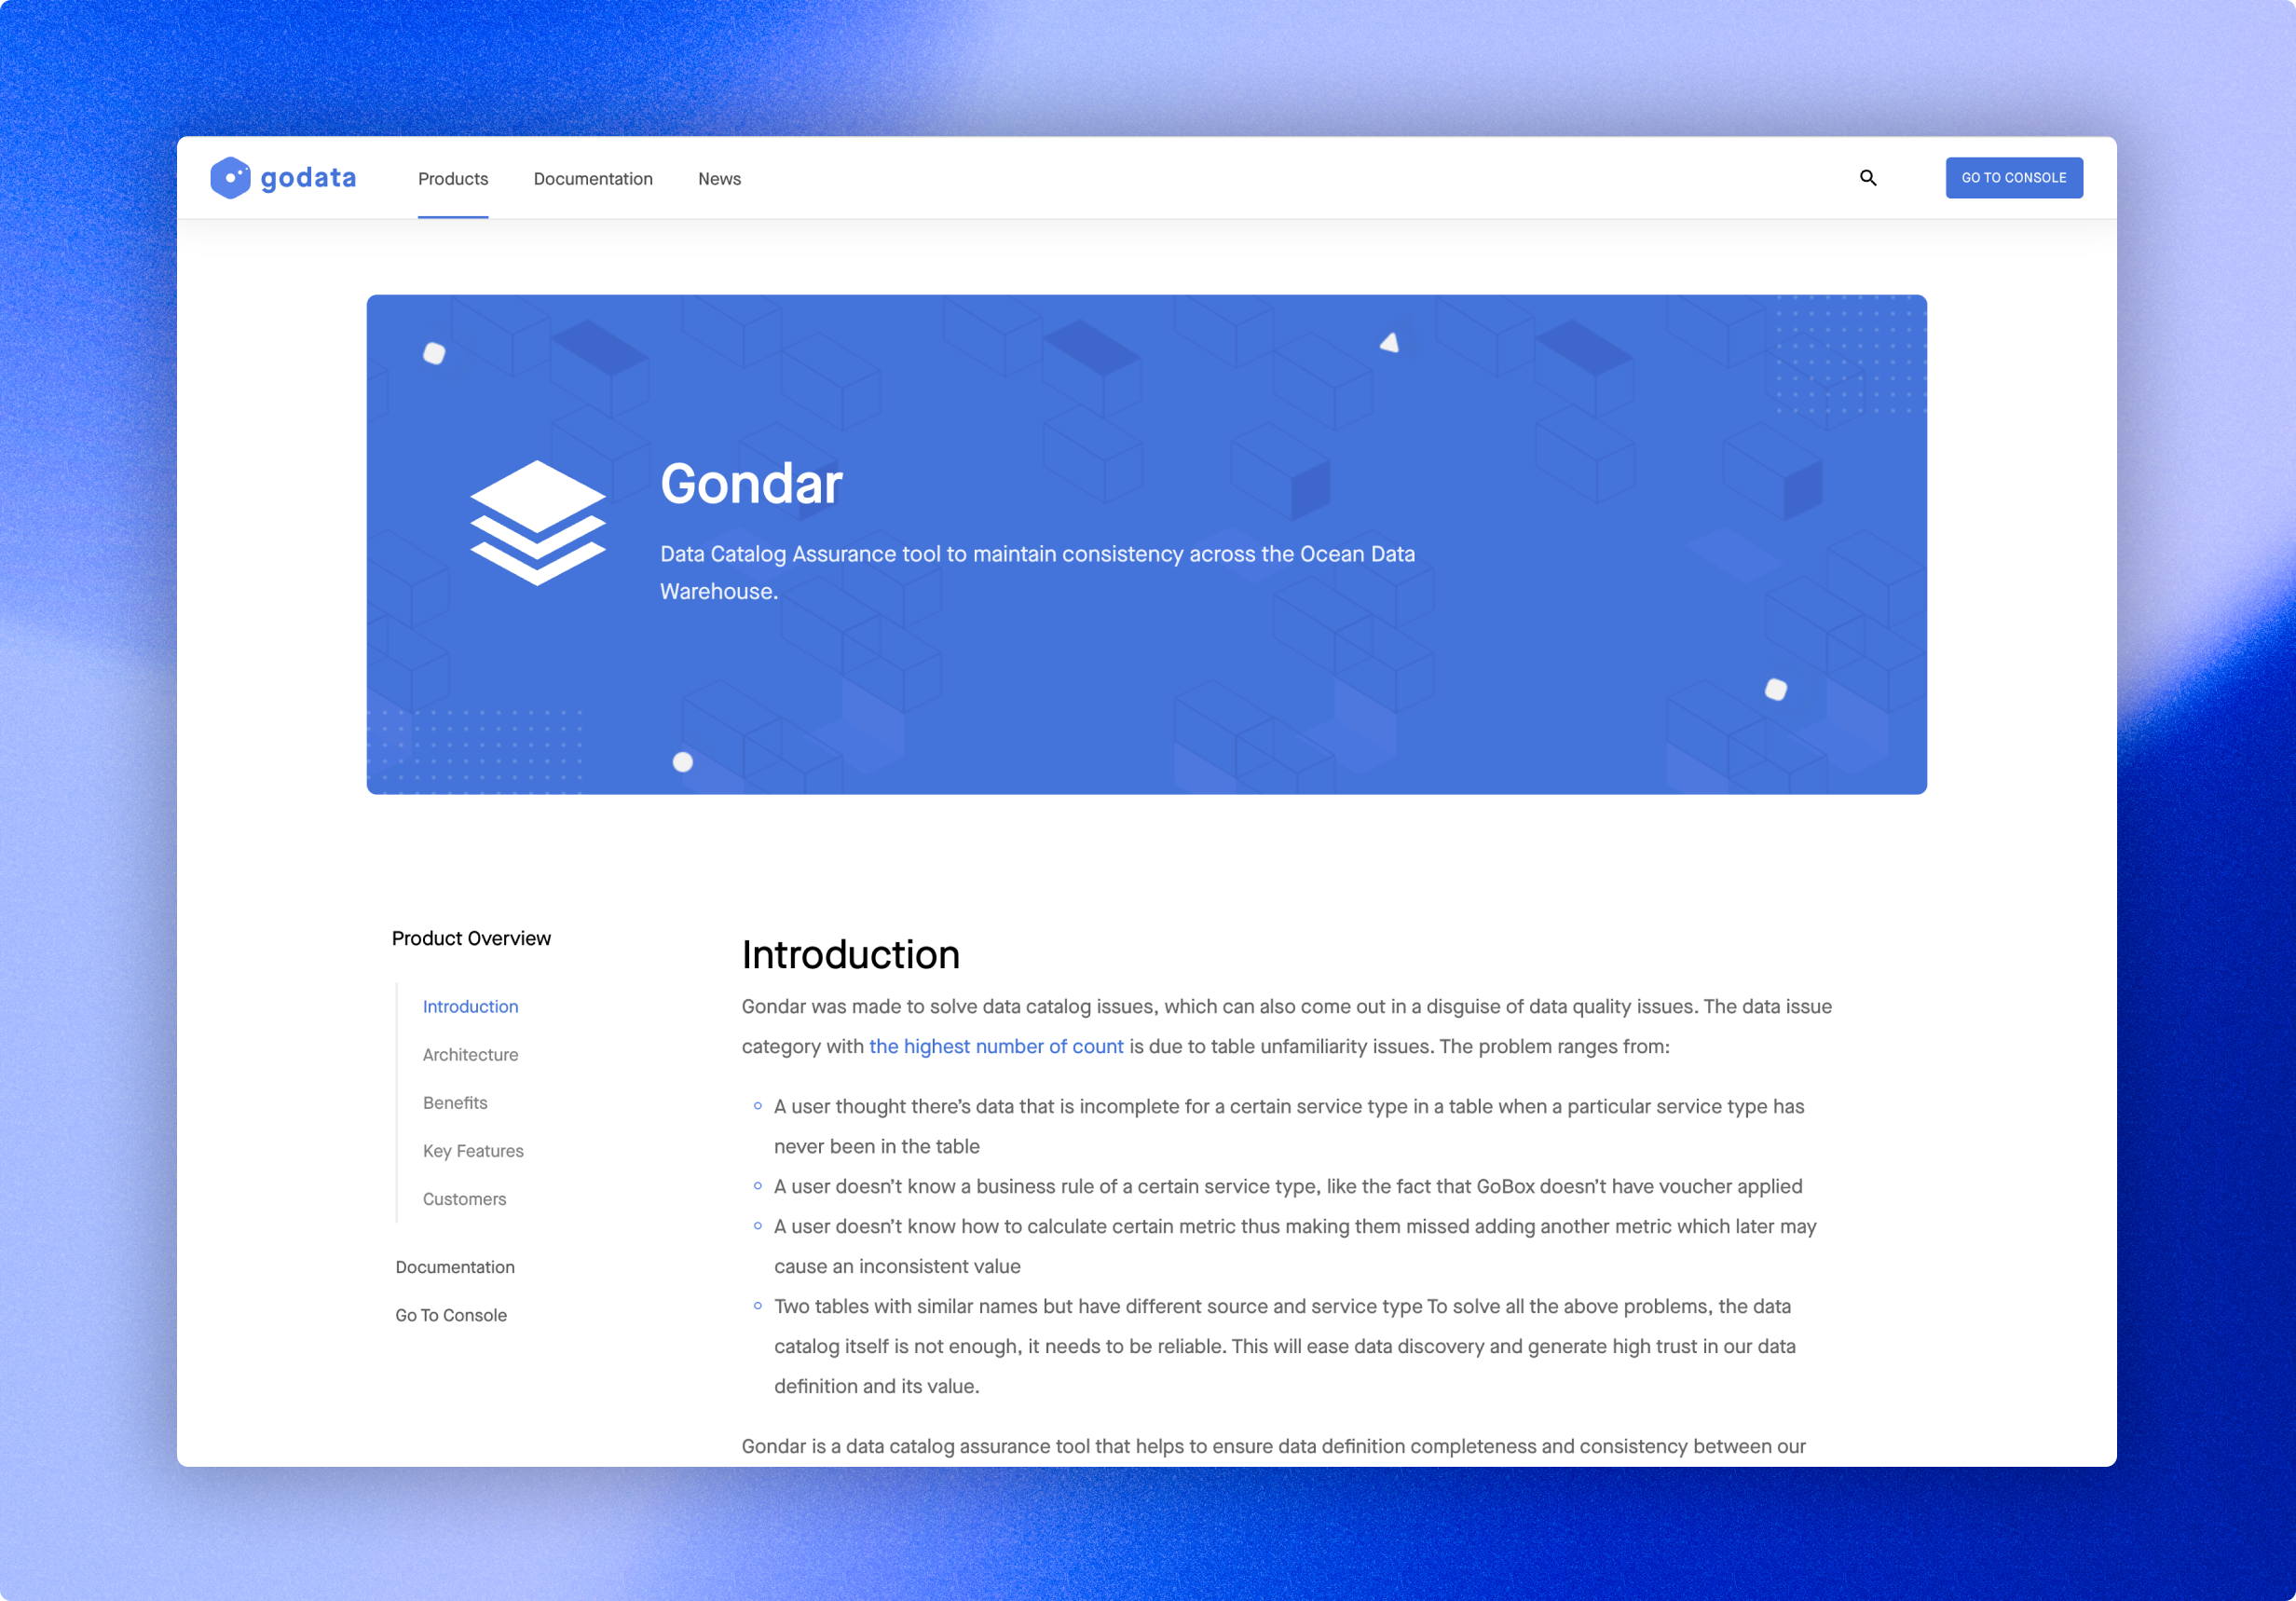 godata
Products
Documentation
News
GO TO CONSOLE
Gondar
Data Catalog Assurance tool to maintain consistency across the Ocean Data
Warehouse.
Product Overview
Introduction
Architecture
Benefits
Key Features
Customers
Documentation
Go To Console
Introduction
Gondar was made to solve data catalog issues, which can also come out in a disguise of data quality issues. The data issue
category with the highest number of count is due to table unfamiliarity issues. The problem ranges from:
A user thought there's data that is incomplete for a certain service type in a table when a particular service type has
never been in the table
A user doesn't know a business rule of a certain service type, like the fact that GoBox doesn't have voucher applied
A user doesn't know how to calculate certain metric thus making them missed adding another metric which later may
cause an inconsistent value
Two tables with similar names but have different source and service type To solve all the above problems, the data
catalog itself is not enough, it needs to be reliable. This will ease data discovery and generate high trust in our data
definition and its value.
Gondar is a data catalog assurance tool that helps to ensure data definition completeness and consistency between our